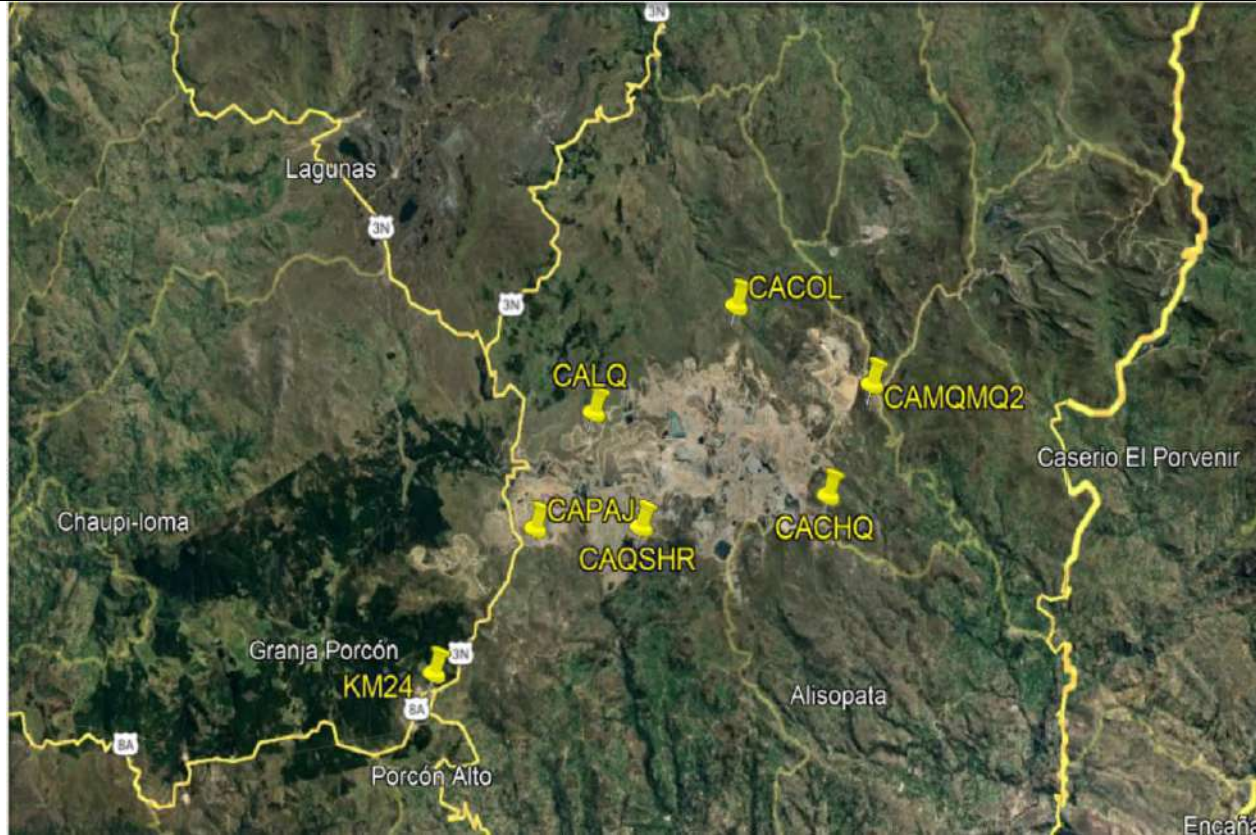 3N
Lagunas
3N
3N
CACOL
CALQ
CAMQMQ2
Caserio El Porvenir
Chaupi-loma
CAPAJ
CACHQ
CAQSHR
Granja Porcón
3N
KM24
Alisopata
8A
8A
Porcón Alto
Encaña